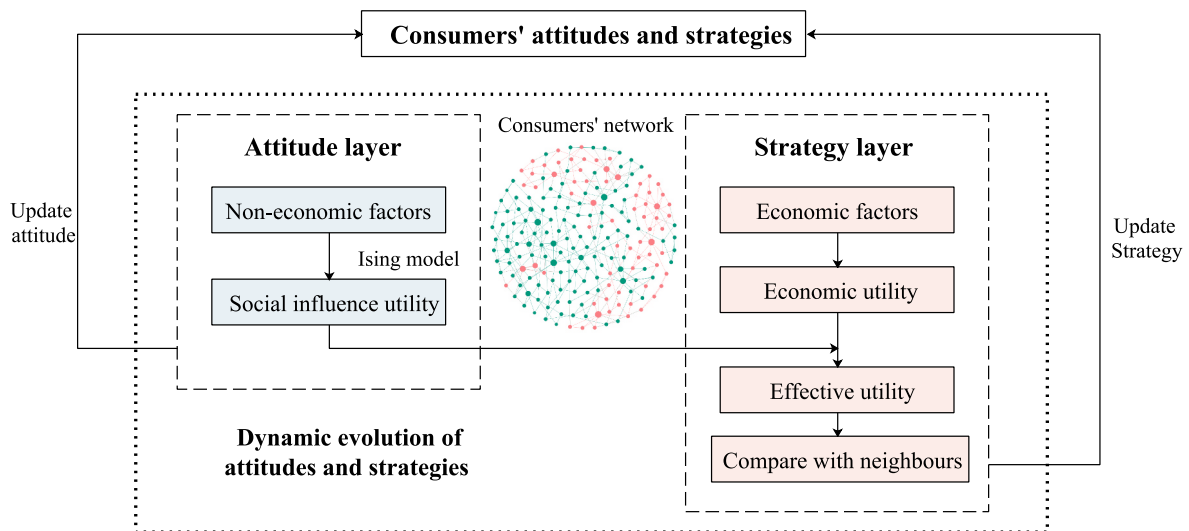 Consumers' attitudes and strategies
Consumers' network
Attitude layer
Strategy layer
Non-economic factors
Economic factors
Update
attitude
Update
Strategy
Ising model
Social influence utility
Economic utility
Effective utility
Dynamic evolution of
attitudes and strategies
Compare with neighbours